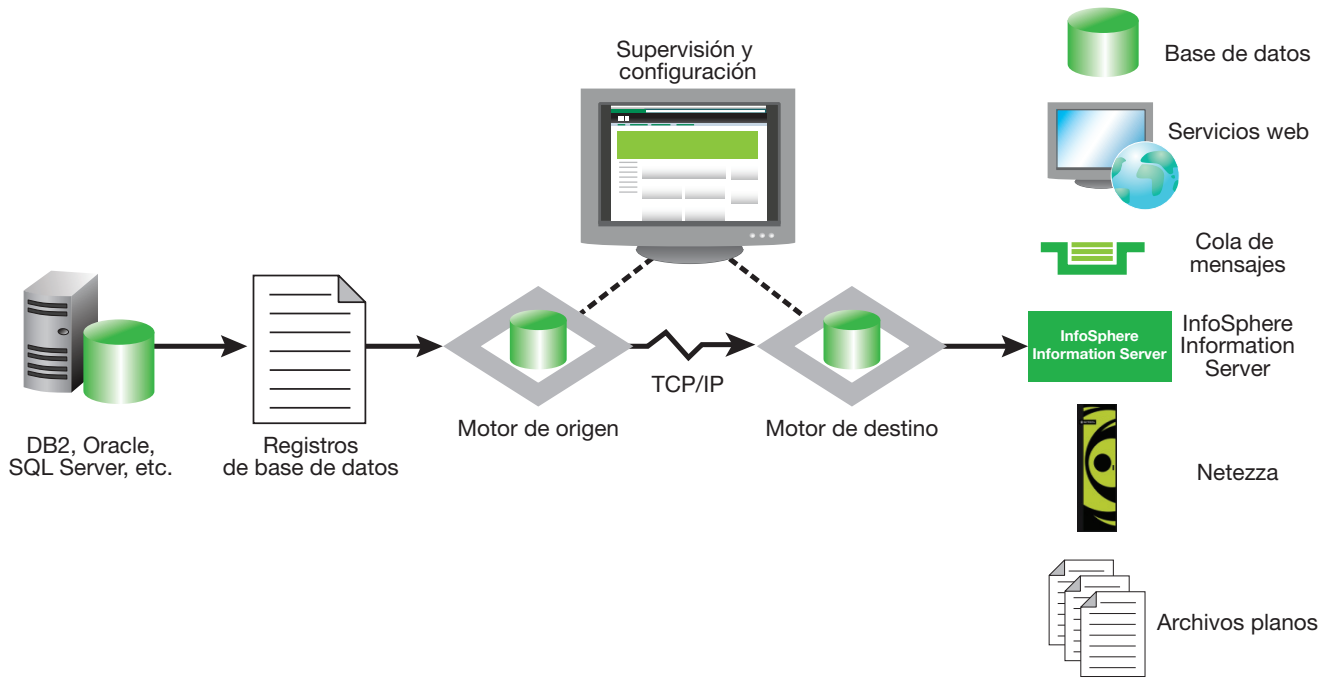 Supervisión y
configuración
Base de datos
Servicios web
Cola de
mensajes
InfoSphere
Information Server
InfoSphere
Information
Server
TCP/IP
Motor de origen
Motor de destino
DB2, Oracle,
SQL Server, etc.
Registros
de base de datos
Netezza
Archivos planos